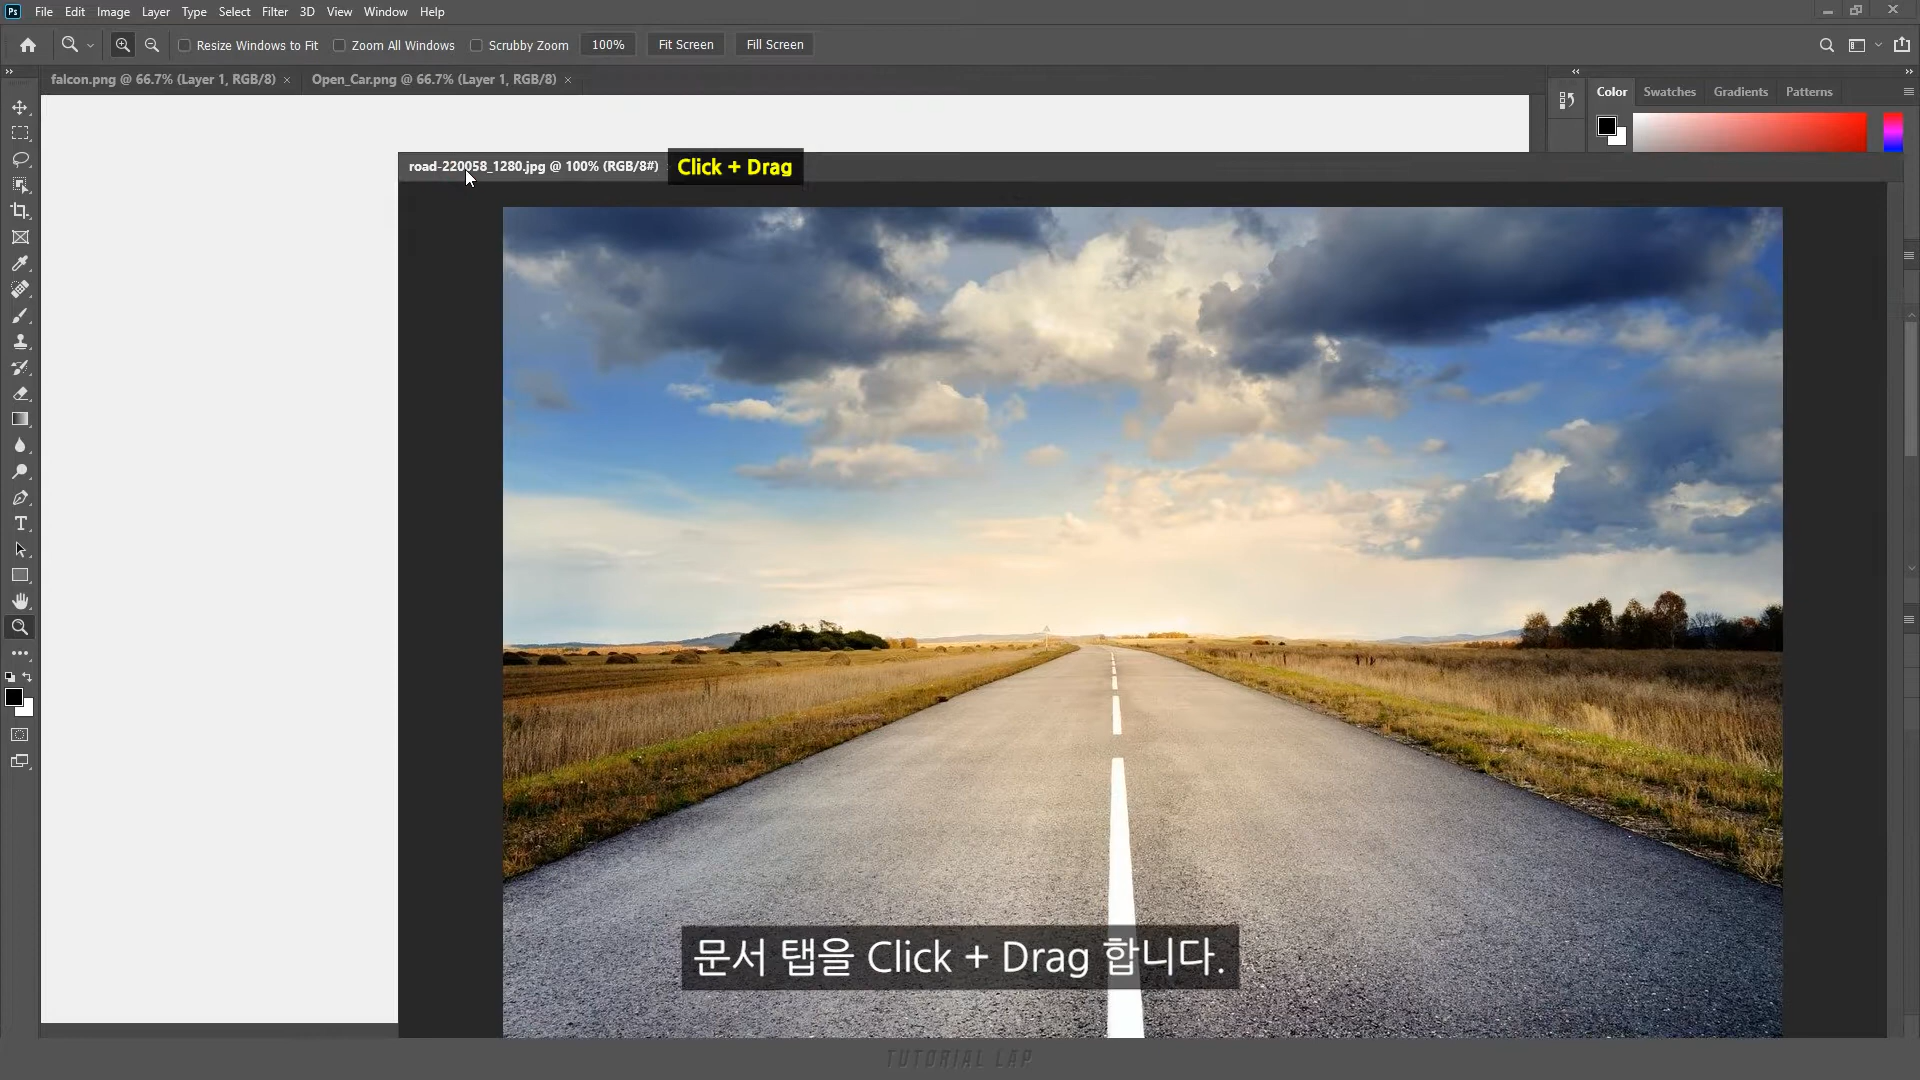 Ps File Edit Image Layer Type Select Filter 3D View Window Help
Resize Windows to Fit Zoom All Windows Scrubby Zoom 100% Fit Screen Fill Screen
falcon.png @ 66.7% (Layer 1, RGB/8) × Open_Car.png @ 66.7% (Layer 1, RGB/8) ×
Color Swatches Gradients Patterns
road-220058_1280.jpg @ 100% (RGB/8#) Click + Drag
문서 탭을 Click + Drag 합니다.
TUTORIAL LAP